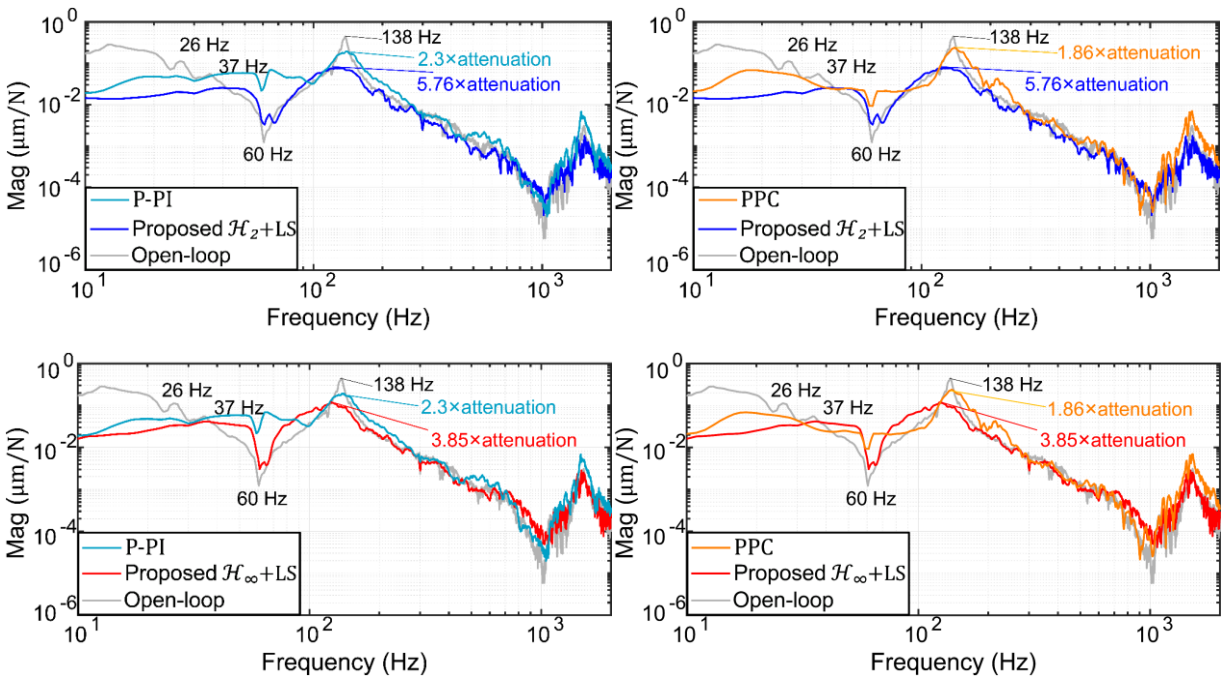 Mag (μm/N)
10^0
10^-2
10^-4
10^-6
26 Hz
37 Hz
60 Hz
138 Hz
2.3×attenuation
5.76×attenuation
P-PI
Proposed ℋ₂+LS
Open-loop
10^1
10^2
10^3
Frequency (Hz)
Mag (μm/N)
10^0
10^-2
10^-4
10^-6
26 Hz
37 Hz
60 Hz
138 Hz
1.86×attenuation
5.76×attenuation
PPC
Proposed ℋ₂+LS
Open-loop
10^1
10^2
10^3
Frequency (Hz)
Mag (μm/N)
10^0
10^-2
10^-4
10^-6
26 Hz
37 Hz
60 Hz
138 Hz
2.3×attenuation
3.85×attenuation
P-PI
Proposed ℋ∞+LS
Open-loop
10^1
10^2
10^3
Frequency (Hz)
Mag (μm/N)
10^0
10^-2
10^-4
10^-6
26 Hz
37 Hz
60 Hz
138 Hz
1.86×attenuation
3.85×attenuation
PPC
Proposed ℋ∞+LS
Open-loop
10^1
10^2
10^3
Frequency (Hz)